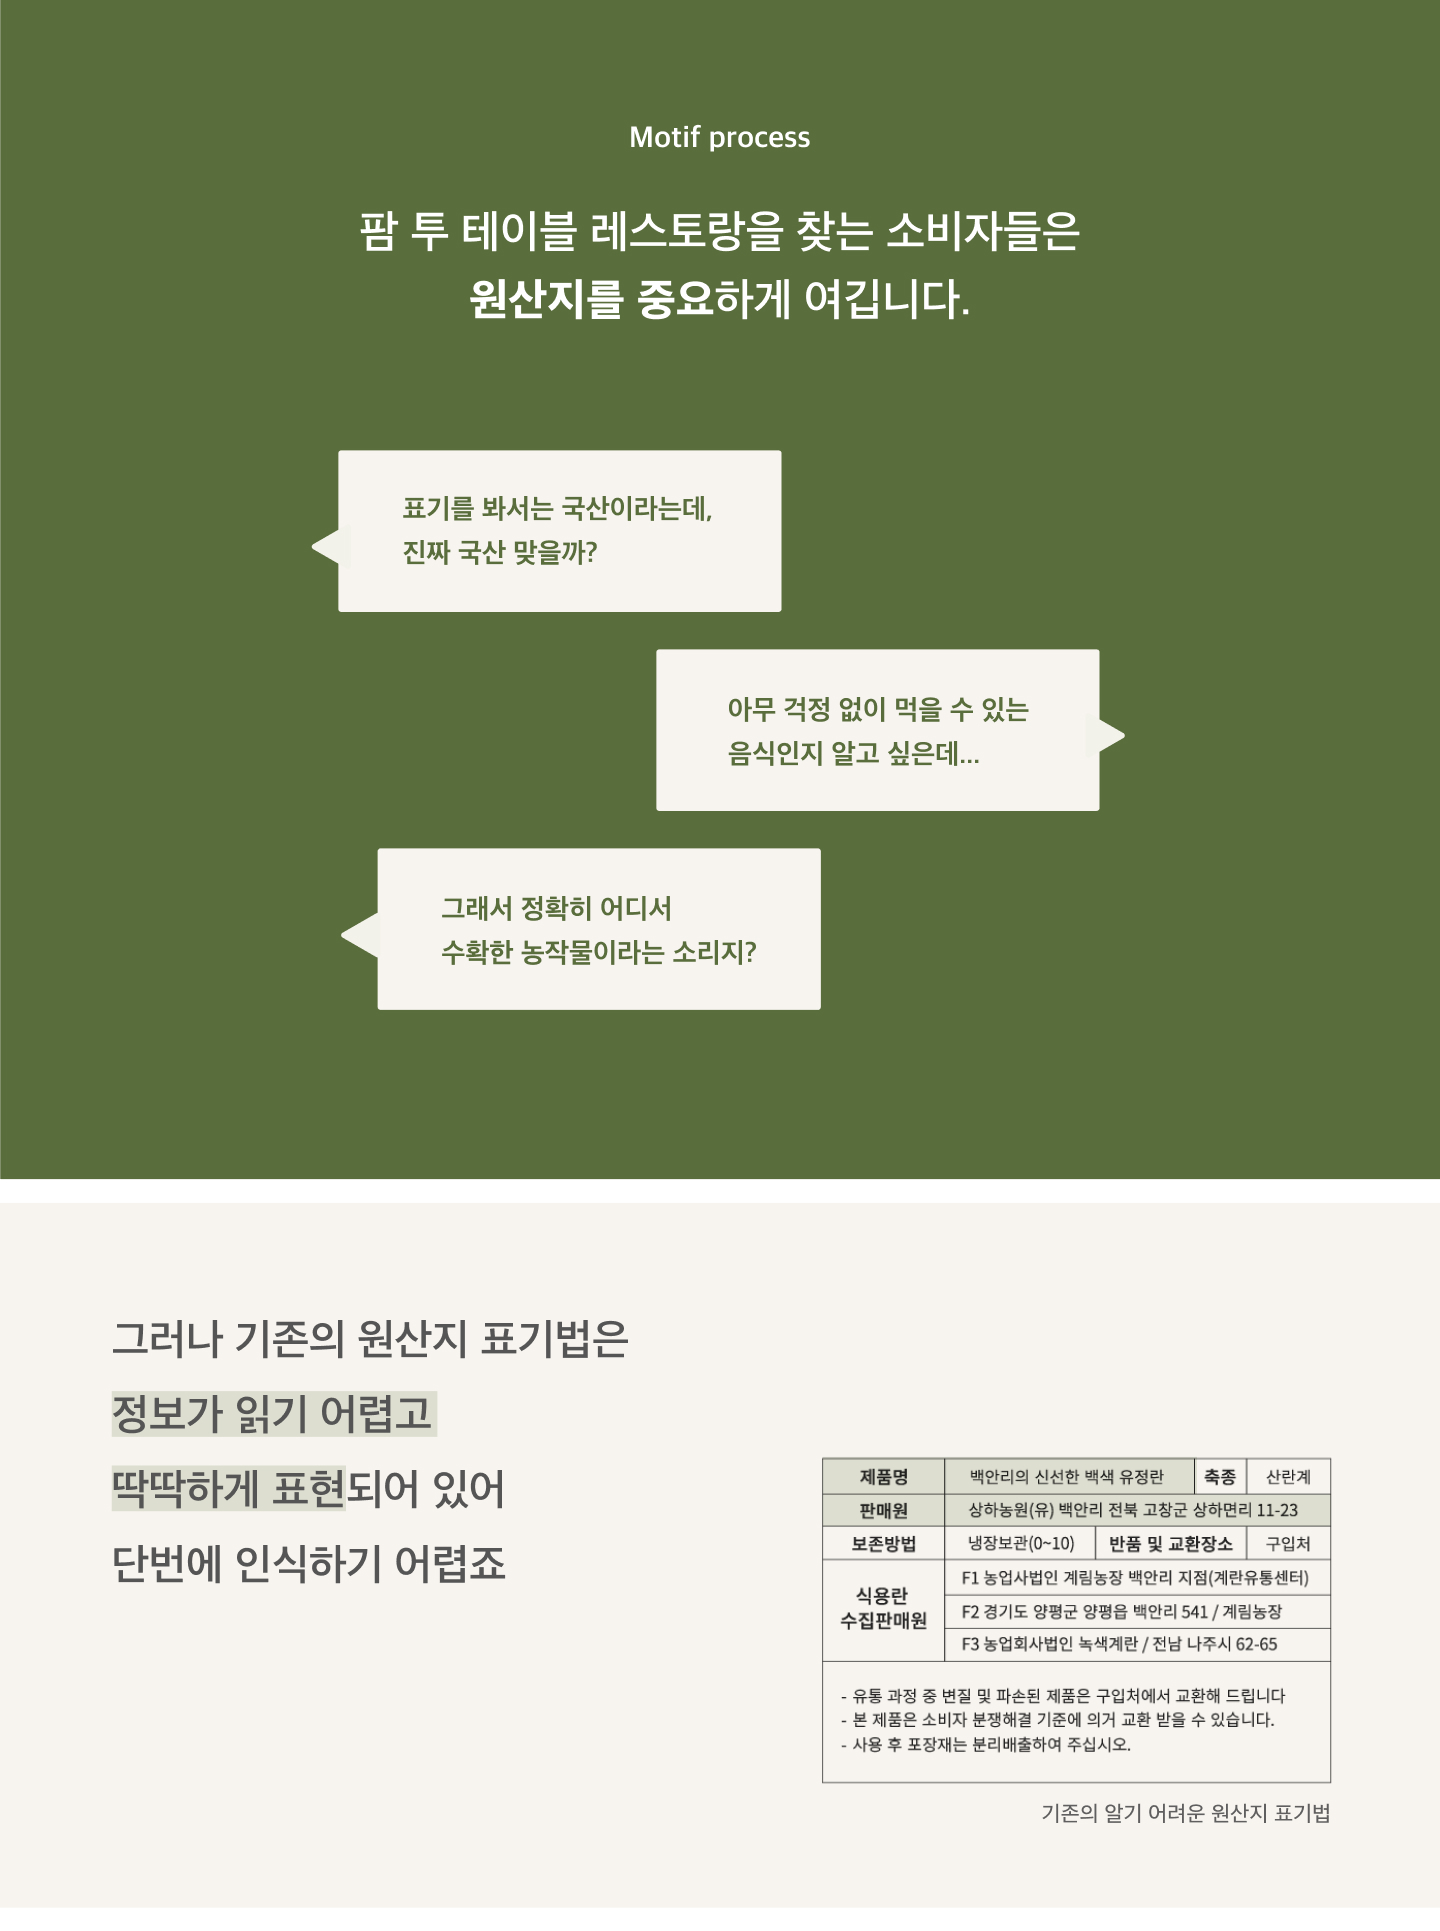 Motif process
팜 투 테이블 레스토랑을 찾는 소비자들은
원산지를 중요하게 여깁니다.
표기를 봐서는 국산이라는데,
진짜 국산 맞을까?
아무 걱정 없이 먹을 수 있는
음식인지 알고 싶은데...
그래서 정확히 어디서
수확한 농작물이라는 소리지?
그러나 기존의 원산지 표기법은
정보가 읽기 어렵고
딱딱하게 표현되어 있어
단번에 인식하기 어렵죠
제품명 백안리의 신선한 백색 유정란 축종 산란계
판매원 상하농원(유) 백안리 전북 고창군 상하면리 11-23
보존방법 냉장보관(0~10) 반품 및 교환장소 구입처
식용란
수집판매원
F1 농업사법인 계림농장 백안리 지점(계란유통센터)
F2 경기도 양평군 양평읍 백안리 541 / 계림농장
F3 농업회사법인 녹색계란 / 전남 나주시 62-65
- 유통 과정 중 변질 및 파손된 제품은 구입처에서 교환해 드립니다
- 본 제품은 소비자 분쟁해결 기준에 의거 교환 받을 수 있습니다.
- 사용 후 포장재는 분리배출하여 주십시오.
기존의 알기 어려운 원산지 표기법